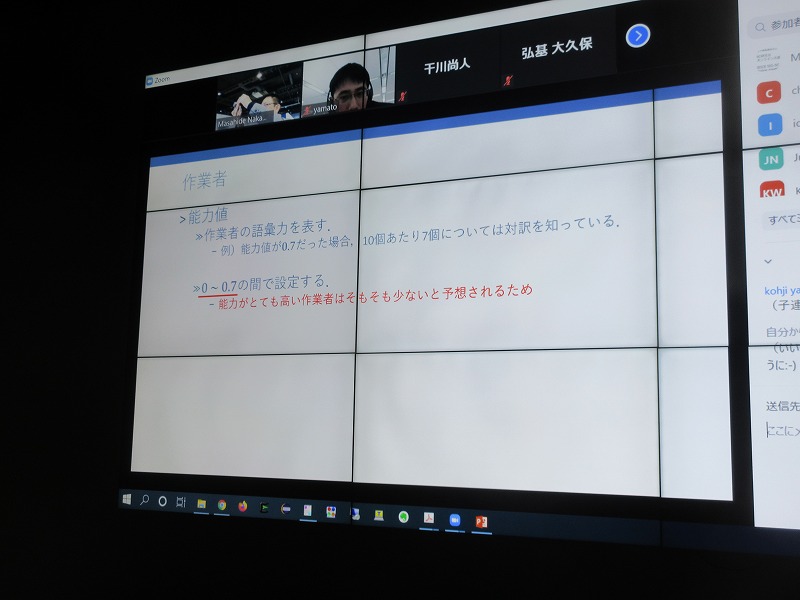 Zoom
Masahide Naka...
yamato
干川尚人
弘基 大久保
作業者
>能力値
»作業者の語彙力を表す.
– 例）能力値が0.7だった場合, 10個あたり7個については対訳を知っている.
»0 ~ 0.7の間で設定する.
– 能力がとても高い作業者はそもそも少ないと予想されるため
参加者
M
C
ch
I
JN
KW
K
すべてミ
kohji ya
（子連
自分か
（いい
うに:-)
送信先
ここに